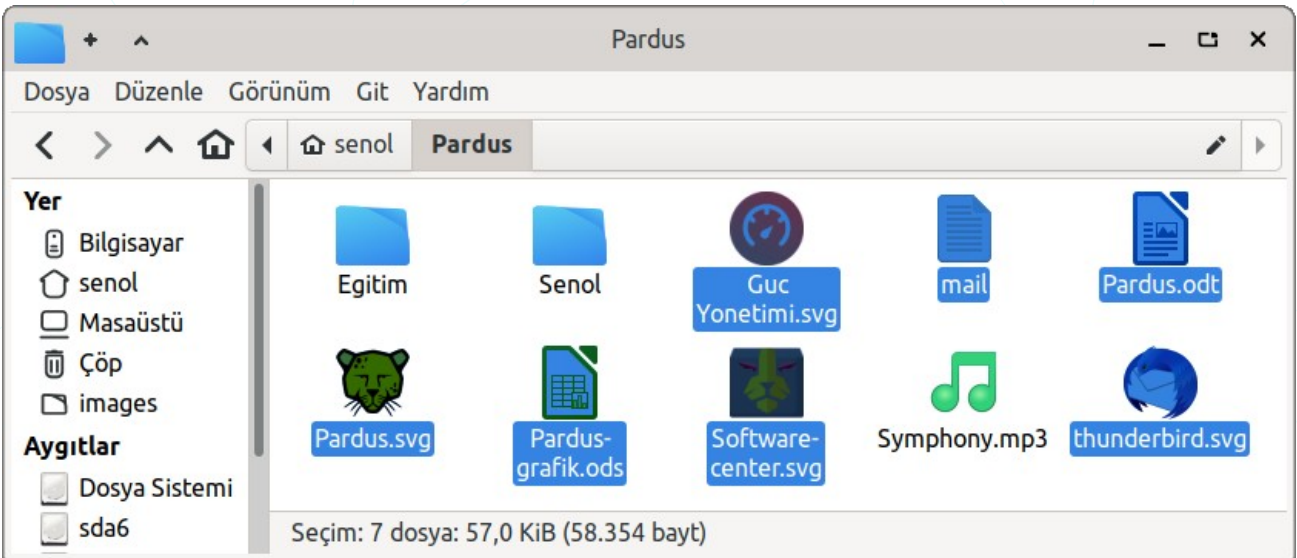 Pardus
Dosya Düzenle Görünüm Git Yardım
senol Pardus
Yer
Bilgisayar
senol
Masaüstü
Çöp
images
Aygıtlar
Dosya Sistemi
sda6
Egitim
Senol
Guc
Yonetimi.svg
mail
Pardus.odt
Pardus.svg
Pardus-
grafik.ods
Software-
center.svg
Symphony.mp3
thunderbird.svg
Seçim: 7 dosya: 57,0 KiB (58.354 bayt)